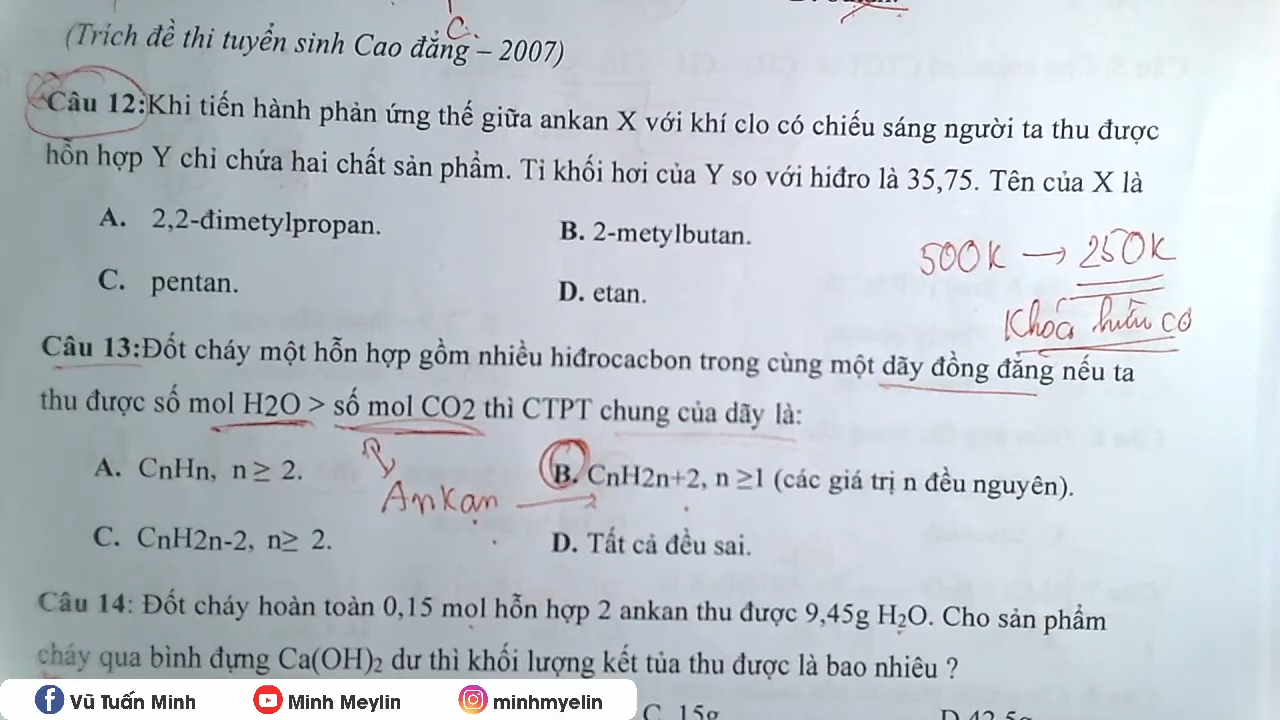 C.
(Trích đề thi tuyển sinh Cao đẳng – 2007)
Câu 12:Khi tiến hành phản ứng thế giữa ankan X với khí clo có chiếu sáng người ta thu được
hỗn hợp Y chỉ chứa hai chất sản phẩm. Tỉ khối hơi của Y so với hiđro là 35,75. Tên của X là
A. 2,2-đimetylpropan.
B. 2-metylbutan.
500K → 250K
C. pentan.
D. etan.
Khóa hữu cơ
Câu 13:Đốt cháy một hỗn hợp gồm nhiều hiđrocacbon trong cùng một dãy đồng đẳng nếu ta
thu được số mol H2O > số mol CO2 thì CTPT chung của dãy là:
A. CnHn, n ≥ 2.
B. CnH2n+2, n ≥1 (các giá trị n đều nguyên).
Ankan
C. CnH2n-2, n≥ 2.
D. Tất cả đều sai.
Câu 14: Đốt cháy hoàn toàn 0,15 mol hỗn hợp 2 ankan thu được 9,45g H₂O. Cho sản phẩm
cháy qua bình đựng Ca(OH)₂ dư thì khối lượng kết tủa thu được là bao nhiêu ?
C. 15g
Vũ Tuấn Minh
Minh Meylin
minhmyelin